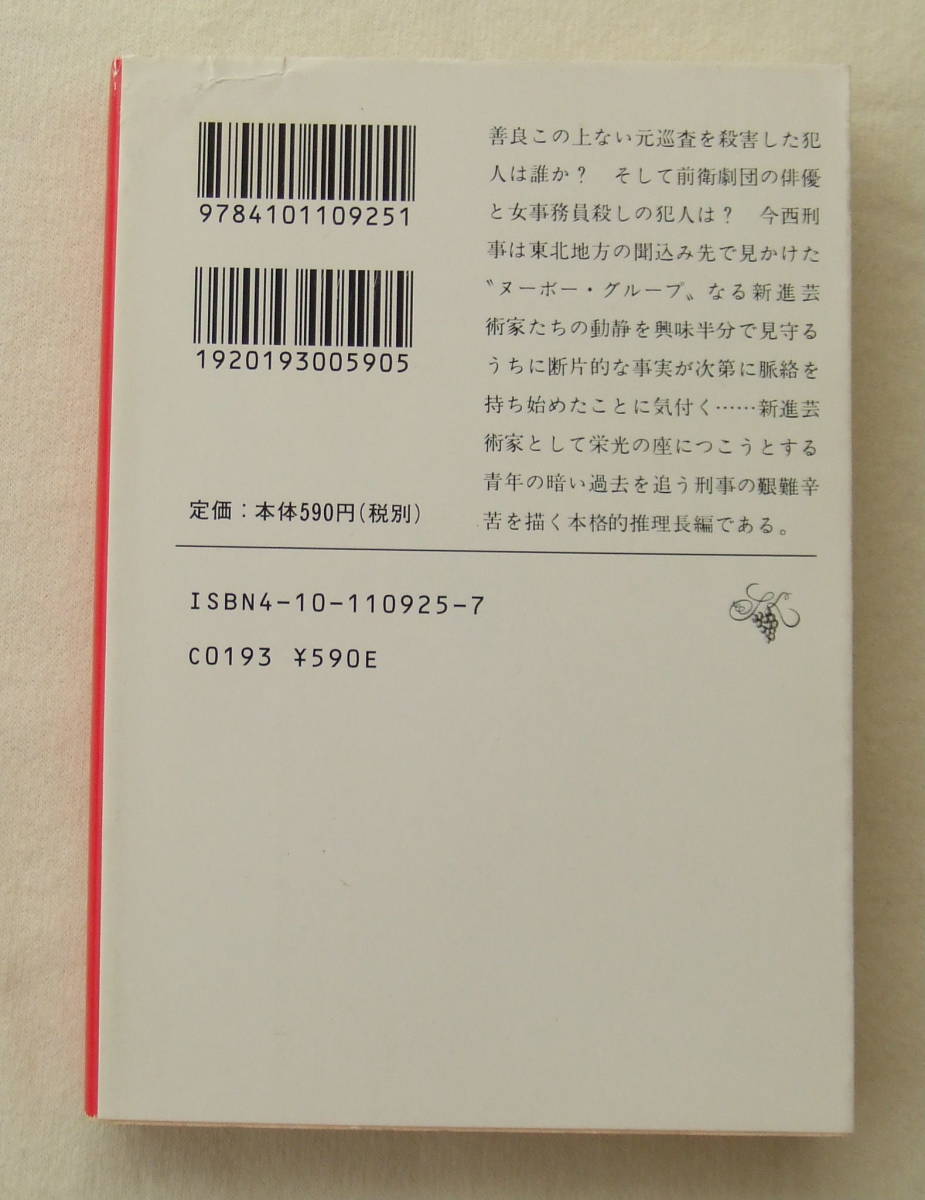 9784101109251
1920193005905
定価：本体590円（税別）
善良この上ない元巡査を殺害した犯
人は誰か？　そして前衛劇団の俳優
と女事務員殺しの犯人は？　今西刑
事は東北地方の聞込み先で見かけた
〝ヌーボー・グループ〟なる新進芸
術家たちの動静を興味半分で見守る
うちに断片的な事実が次第に脈絡を
持ち始めたことに気付く……新進芸
術家として栄光の座につこうとする
青年の暗い過去を追う刑事の艱難辛
苦を描く本格的推理長編である。
ISBN4-10-110925-7
C0193 ¥590E